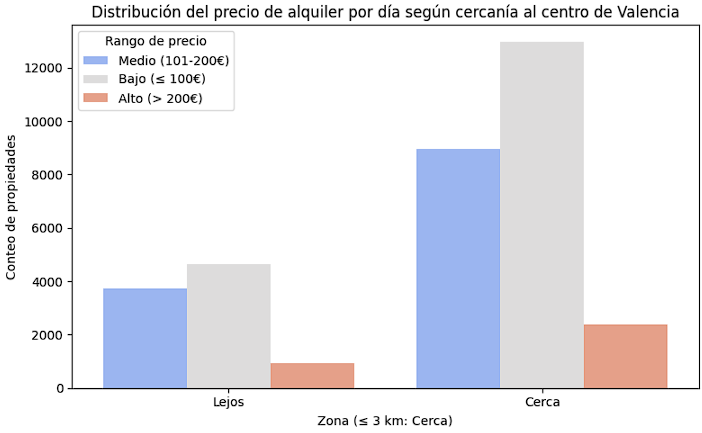 Distribución del precio de alquiler por día según cercanía al centro de Valencia
Rango de precio
Medio (101-200€)
Bajo (≤ 100€)
Alto (> 200€)
Conteo de propiedades
12000
10000
8000
6000
4000
2000
0
Lejos
Cerca
Zona (≤ 3 km: Cerca)